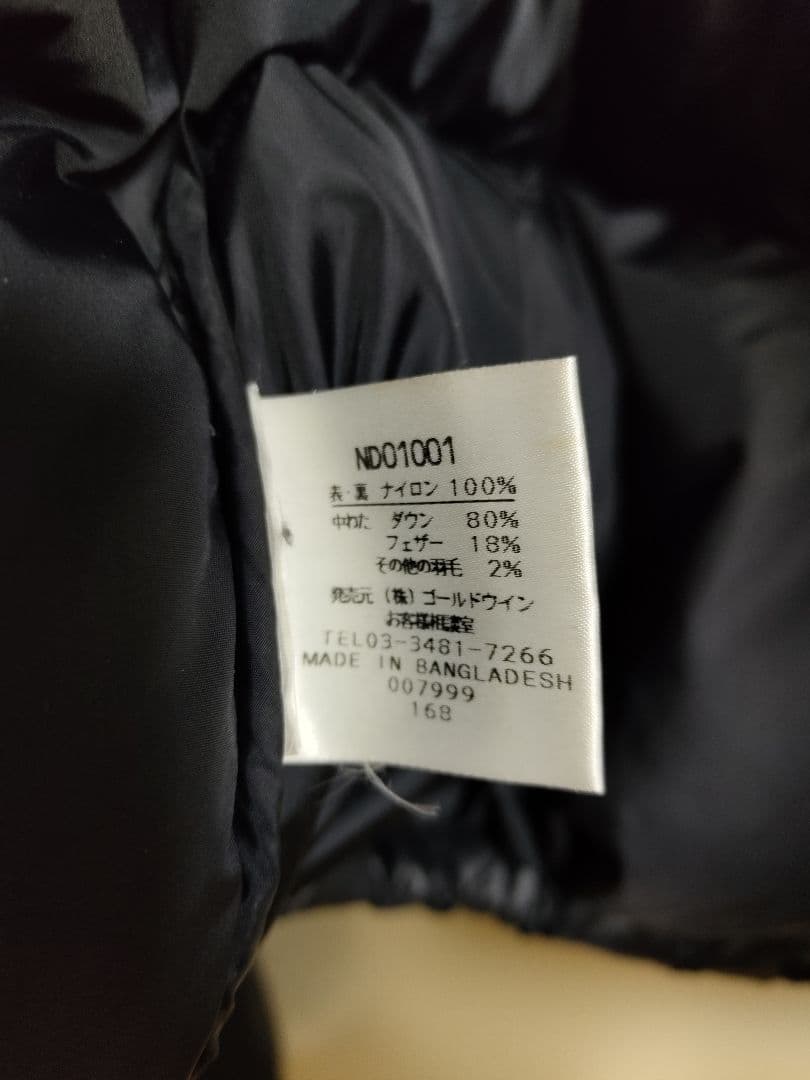 ND01001
表・裏 ナイロン 100%
中わた ダウン 80%
フェザー 18%
その他の羽毛 2%
発売元 (株) ゴールドウイン
お客様相談室
TEL03-3481-7266
MADE IN BANGLADESH
007999
168